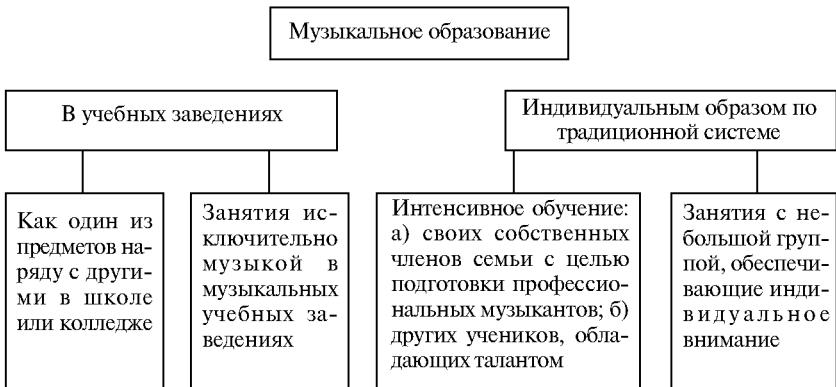 Музыкальное образование
В учебных заведениях
Индивидуальным образом по
традиционной системе
Как один из
предметов на-
ряду с други-
ми в школе
или колледже
Занятия ис-
ключительно
музыкой в
музыкальных
учебных за-
ведениях
Интенсивное обучение:
а) своих собственных
членов семьи с целью
подготовки профессио-
нальных музыкантов; б)
других учеников, обла-
дающих талантом
Занятия с не-
большой груп-
пой, обеспечи-
вающие инди-
видуальное
внимание